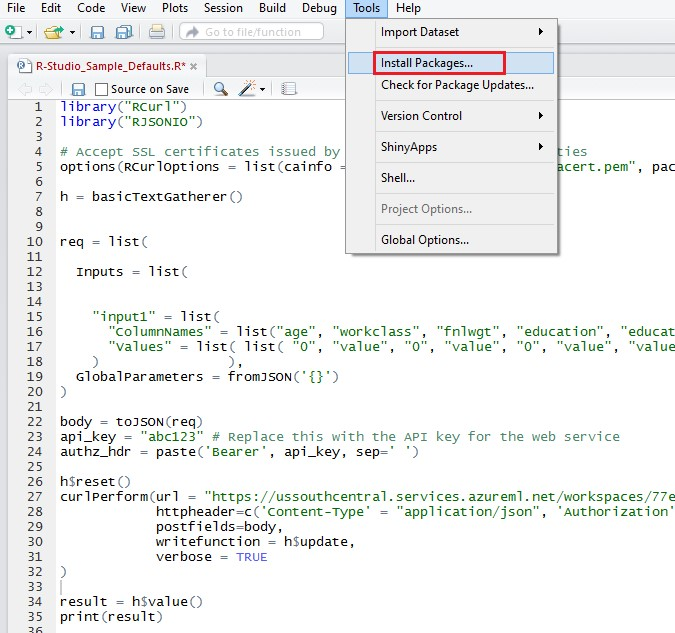 File Edit Code View Plots Session Build Debug Tools Help
Go to file/function
Import Dataset
Install Packages...
Check for Package Updates...
Version Control
ShinyApps
Shell...
Project Options...
Global Options...
R-Studio_Sample_Defaults.R*
Source on Save
1 library("RCurl")
2 library("RJSONIO")
3
4 # Accept SSL certificates issued by ties
5 options(RCurlOptions = list(cainfo = acert.pem", pac
6
7 h = basicTextGatherer()
8
9
10 req = list(
11
12 Inputs = list(
13
14
15 "input1" = list(
16 "ColumnNames" = list("age", "workclass", "fnlwgt", "education", "educat
17 "Values" = list( list( "0", "value", "0", "value", "0", "value", "value
18 ) ),
19 GlobalParameters = fromJSON('{}')
20 )
21
22 body = toJSON(req)
23 api_key = "abc123" # Replace this with the API key for the web service
24 authz_hdr = paste('Bearer', api_key, sep=' ')
25
26 h$reset()
27 curlPerform(url = "https://ussouthcentral.services.azureml.net/workspaces/77e
28 httpheader=c('Content-Type' = "application/json", 'Authorization'
29 postfields=body,
30 writefunction = h$update,
31 verbose = TRUE
32 )
33
34 result = h$value()
35 print(result)
36